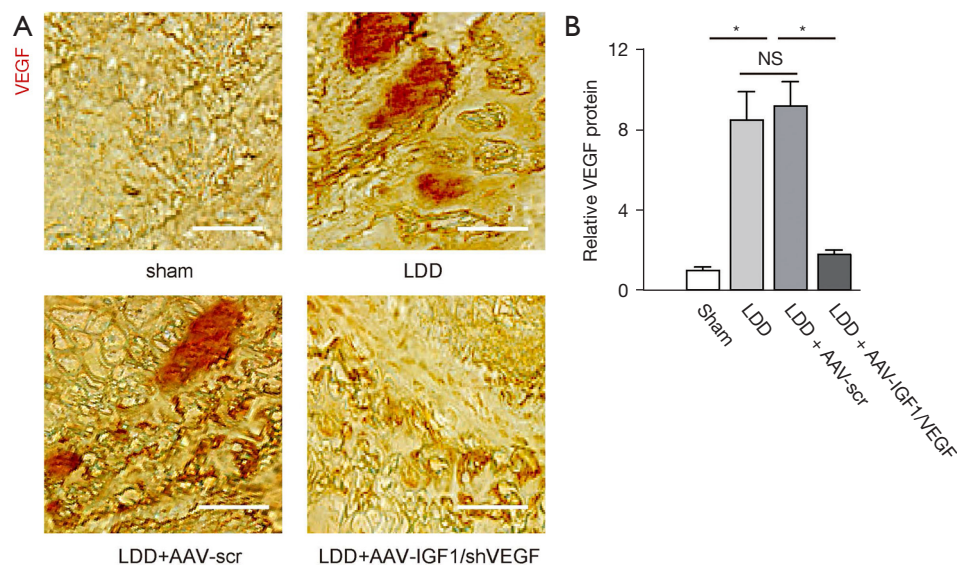 A
VEGF
sham
LDD
LDD+AAV-scr
LDD+AAV-IGF1/shVEGF
B
Relative VEGF protein
12
8
4
0
*
*
NS
Sham
LDD
LDD + AAV-scr
LDD + AAV-IGF1/VEGF